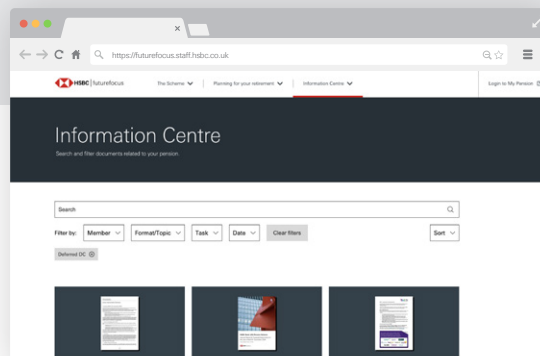 https://futurefocus.staff.hsbc.co.uk
HSBC | futurefocus
The Scheme
Planning for your retirement
Information Centre
Login to My Pension
Information Centre
Search and filter documents related to your pension.
Search
Filter by:
Member
Format/Topic
Task
Date
Clear filters
Sort
Deferred DC